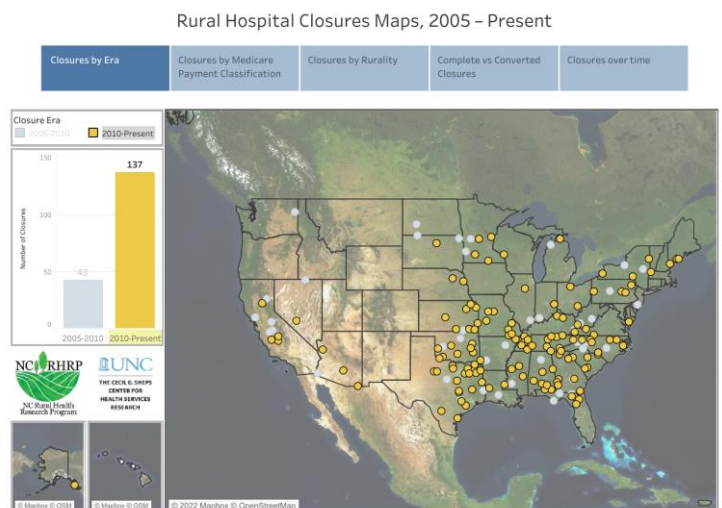 Rural Hospital Closures Maps, 2005 – Present
Closures by Era
Closures by Medicare
Payment Classification
Closures by Rurality
Complete vs Converted
Closures
Closures over time
Closure Era
2005-2010
2010-Present
150
137
100
Number of Closures
50
43
0
2005-2010
2010-Present
NC RHRP
NC Rural Health
Research Program
UNC
THE CECIL G. SHEPS
CENTER FOR
HEALTH SERVICES
RESEARCH
© Mapbox © OSM
© Mapbox © OSM
© 2022 Mapbox © OpenStreetMap